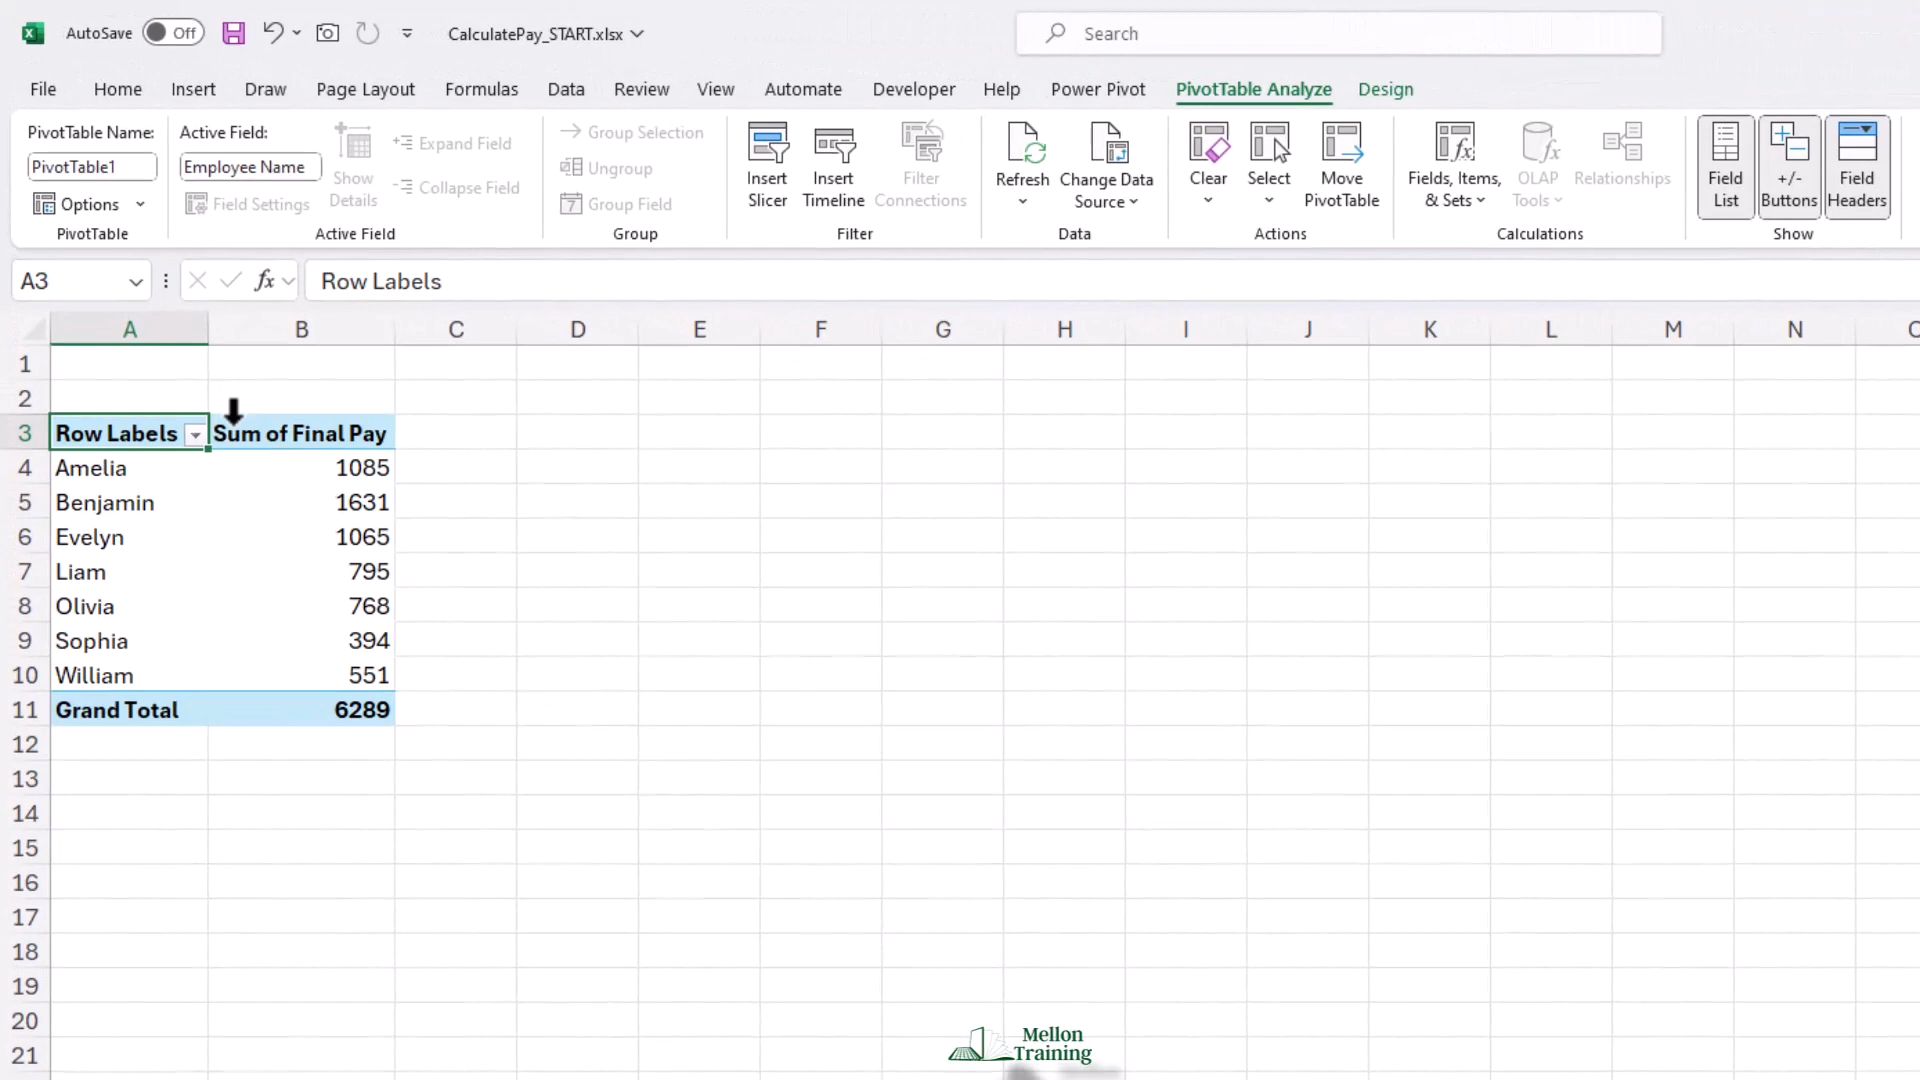 AutoSave Off CalculatePay_START.xlsx Search
File Home Insert Draw Page Layout Formulas Data Review View Automate Developer Help Power Pivot PivotTable Analyze Design
PivotTable Name:
PivotTable1
Options
PivotTable
Active Field:
Employee Name
Field Settings
Show
Details
Expand Field
Collapse Field
Active Field
Group Selection
Ungroup
7 Group Field
Group
Insert
Slicer
Insert
Timeline
Filter
Connections
Filter
Refresh
Change Data
Source
Data
Clear
Select
Move
PivotTable
Actions
Fields, Items,
& Sets
OLAP
Tools
Relationships
Calculations
Field
List
+/-
Buttons
Field
Headers
Show
A3 fx Row Labels
A B C D E F G H I J K L M N
1
2
3 Row Labels Sum of Final Pay
4 Amelia 1085
5 Benjamin 1631
6 Evelyn 1065
7 Liam 795
8 Olivia 768
9 Sophia 394
10 William 551
11 Grand Total 6289
12
13
14
15
16
17
18
19
20
21
Mellon
Training